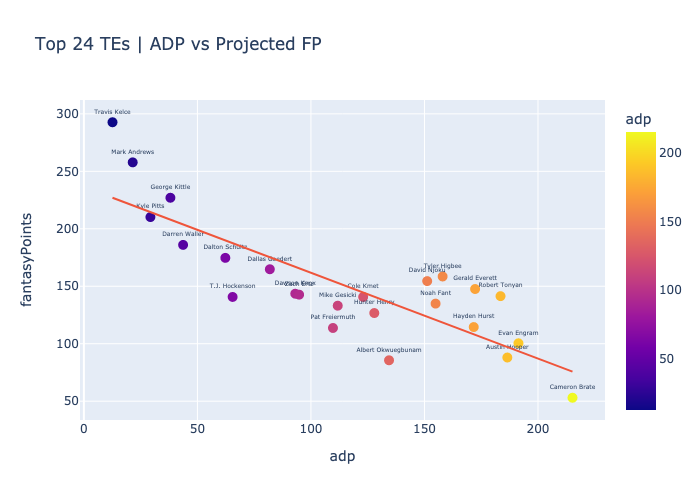 Top 24 TEs | ADP vs Projected FP
adp
Travis Kelce
Mark Andrews
George Kittle
Kyle Pitts
Darren Waller
Dalton Schultz
Dallas Goedert
T.J. Hockenson
Dawson Knox
Mike Gesicki
Cole Kmet
Hunter Henry
Pat Freiermuth
Albert Okwuegbunam
Tyler Higbee
David Njoku
Gerald Everett
Robert Tonyan
Noah Fant
Hayden Hurst
Evan Engram
Austin Hooper
Cameron Brate
300
250
200
150
100
50
0
50
100
150
200
adp
fantasyPoints
200
150
100
50